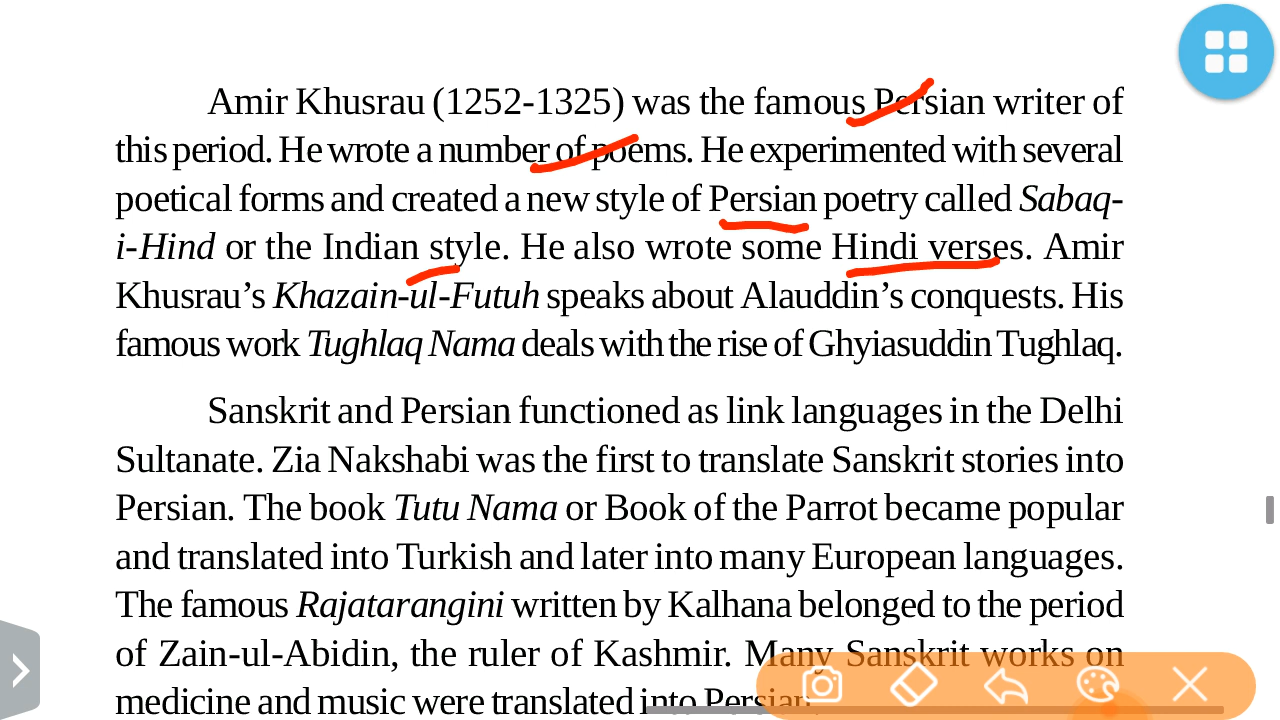 Amir Khusrau (1252-1325) was the famous Persian writer of
this period. He wrote a number of poems. He experimented with several
poetical forms and created a new style of Persian poetry called Sabaq-
i-Hind or the Indian style. He also wrote some Hindi verses. Amir
Khusrau’s Khazain-ul-Futuh speaks about Alauddin’s conquests. His
famous work Tughlaq Nama deals with the rise of Ghyiasuddin Tughlaq.
Sanskrit and Persian functioned as link languages in the Delhi
Sultanate. Zia Nakshabi was the first to translate Sanskrit stories into
Persian. The book Tutu Nama or Book of the Parrot became popular
and translated into Turkish and later into many European languages.
The famous Rajatarangini written by Kalhana belonged to the period
of Zain-ul-Abidin, the ruler of Kashmir. Many Sanskrit works on
medicine and music were translated into Persian.